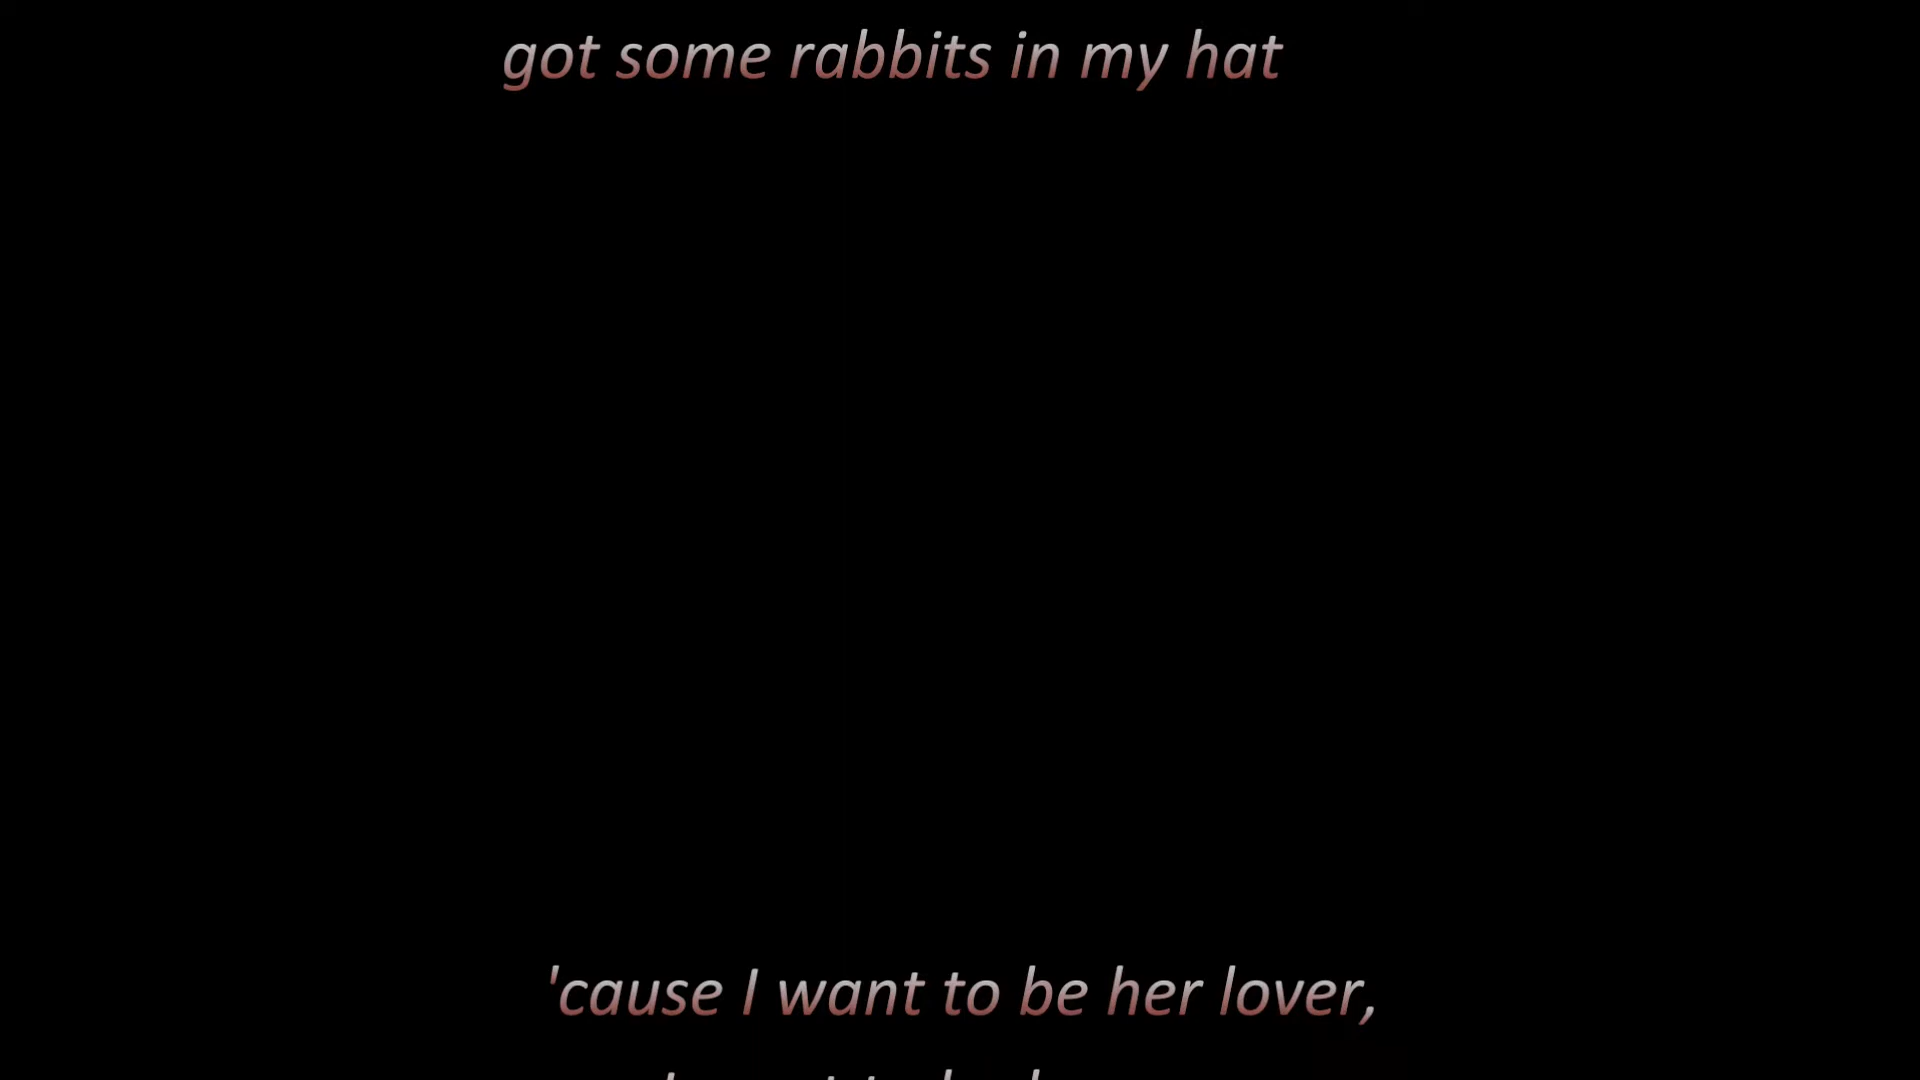 got some rabbits in my hat
'cause I want to be her lover,